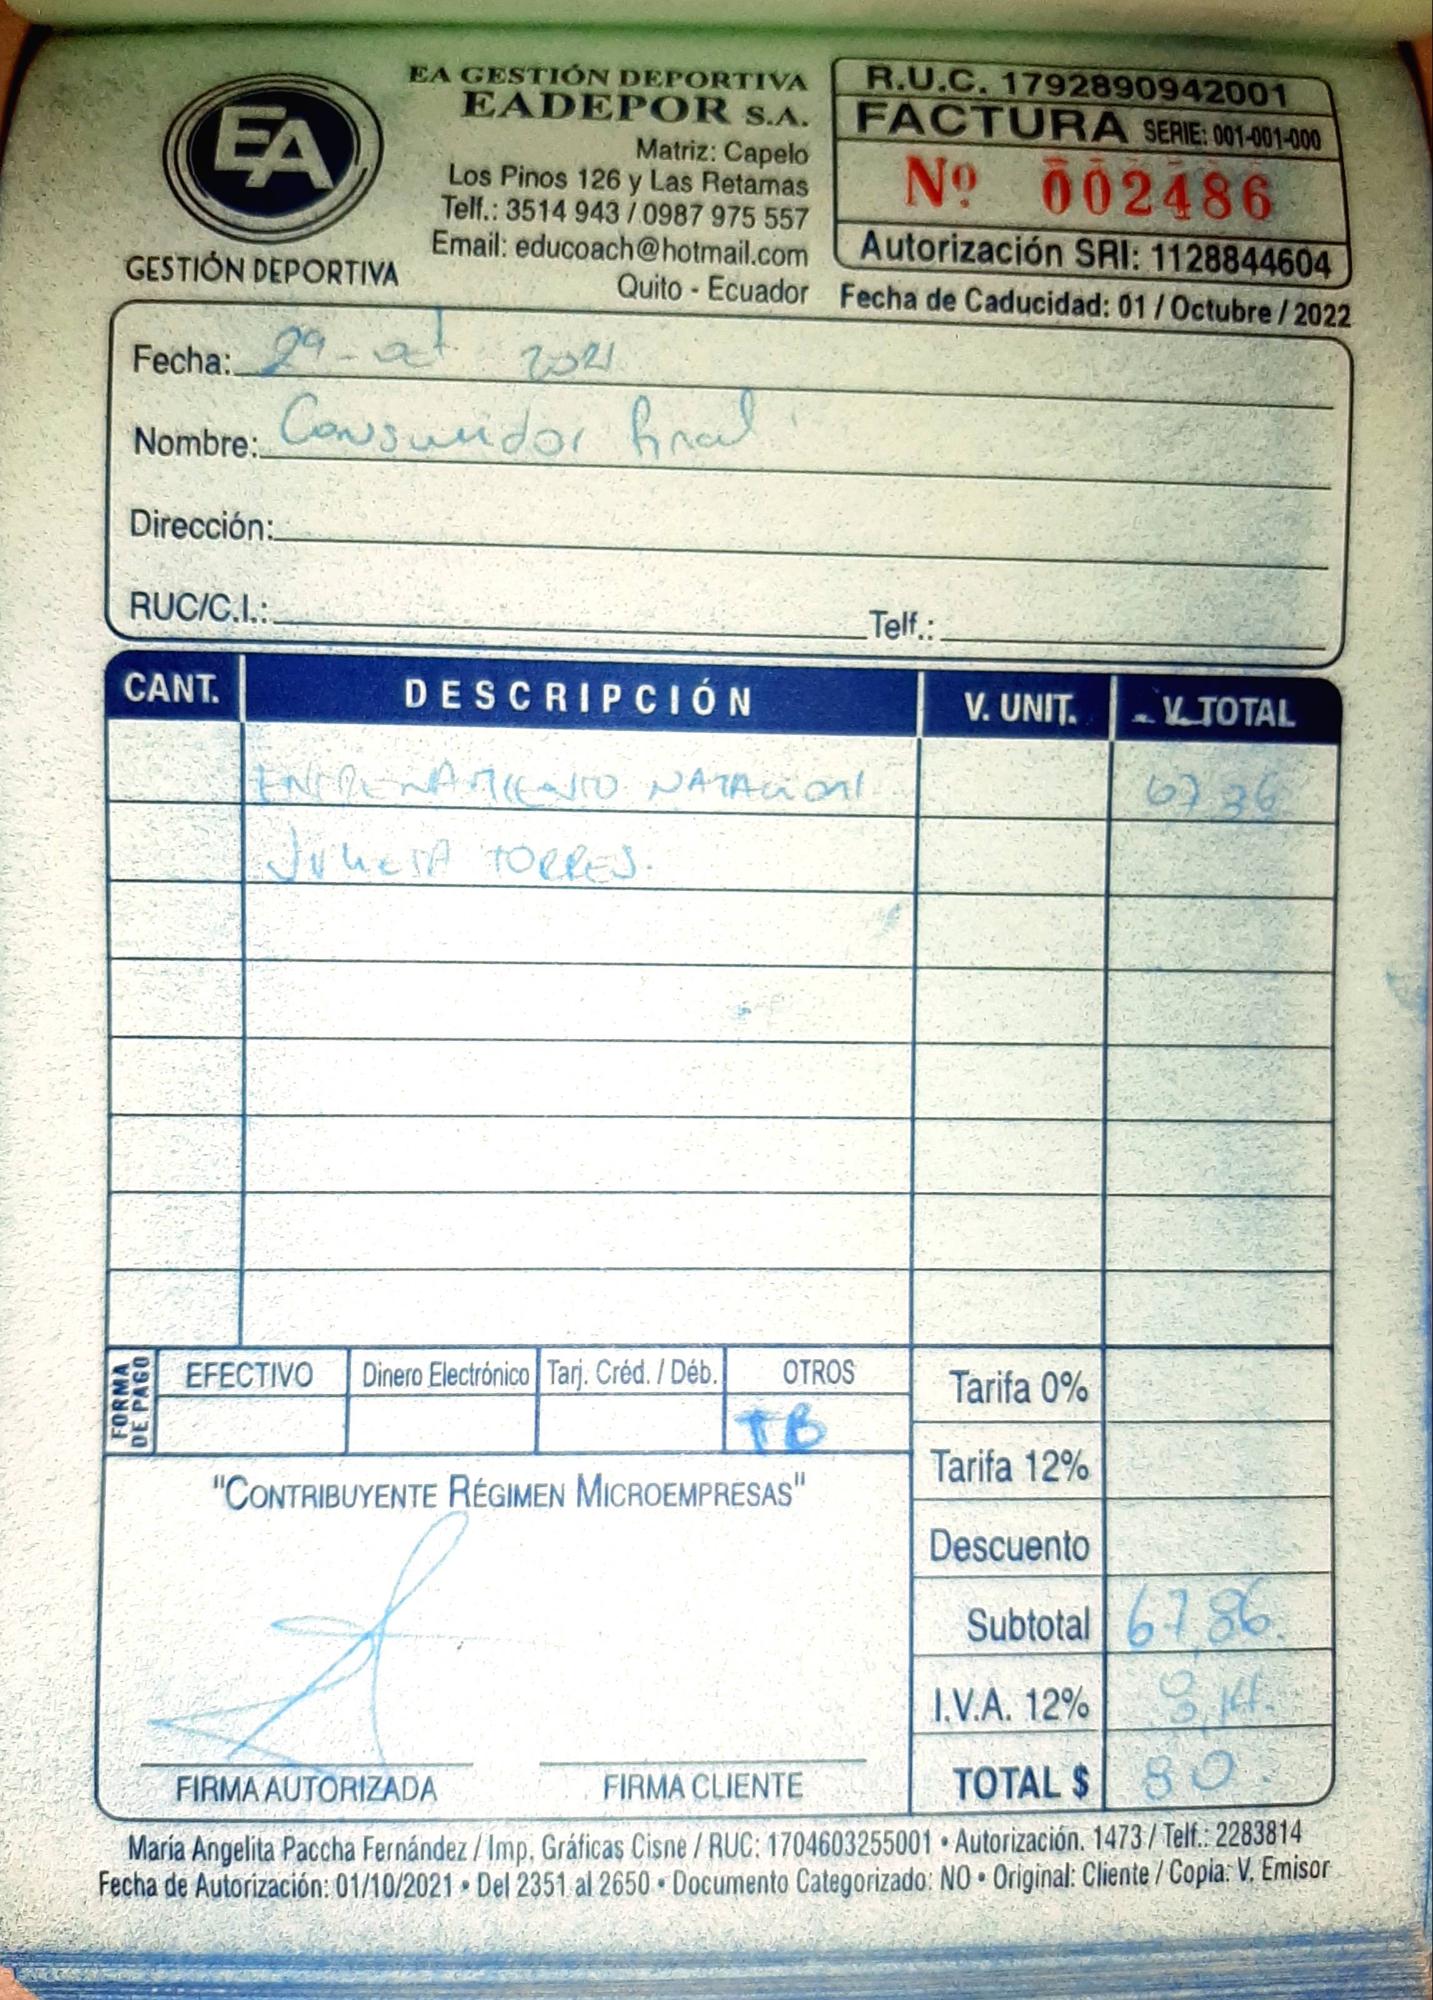 EA
GESTIÓN DEPORTIVA
EA GESTIÓN DEPORTIVA
EADEPOR S.A.
Matriz: Capelo
Los Pinos 126 y Las Retamas
Telf.: 3514 943 / 0987 975 557
Email: educoach@hotmail.com
Quito - Ecuador
R.U.C. 1792890942001
FACTURA SERIE: 001-001-000
Nº 002486
Autorización SRI: 1128844604
Fecha de Caducidad: 01 / Octubre / 2022
Fecha: 29 - oct 2021
Nombre: Consumidor final
Dirección:
RUC/C.I.: Telf.:
CANT. DESCRIPCIÓN V. UNIT. V. TOTAL
ENTRENAMIENTO NATACION
JULIETA TORRES.
FORMA DE PAGO
EFECTIVO Dinero Electrónico Tarj. Créd. / Déb. OTROS
TB
Tarifa 0%
Tarifa 12%
Descuento
Subtotal 67,86.
I.V.A. 12%
TOTAL $ 80.
"CONTRIBUYENTE RÉGIMEN MICROEMPRESAS"
FIRMA AUTORIZADA FIRMA CLIENTE
María Angelita Paccha Fernández / Imp. Gráficas Cisne / RUC: 1704603255001 • Autorización. 1473 / Telf.: 2283814
Fecha de Autorización: 01/10/2021 • Del 2351 al 2650 • Documento Categorizado: NO • Original: Cliente / Copia: V. Emisor